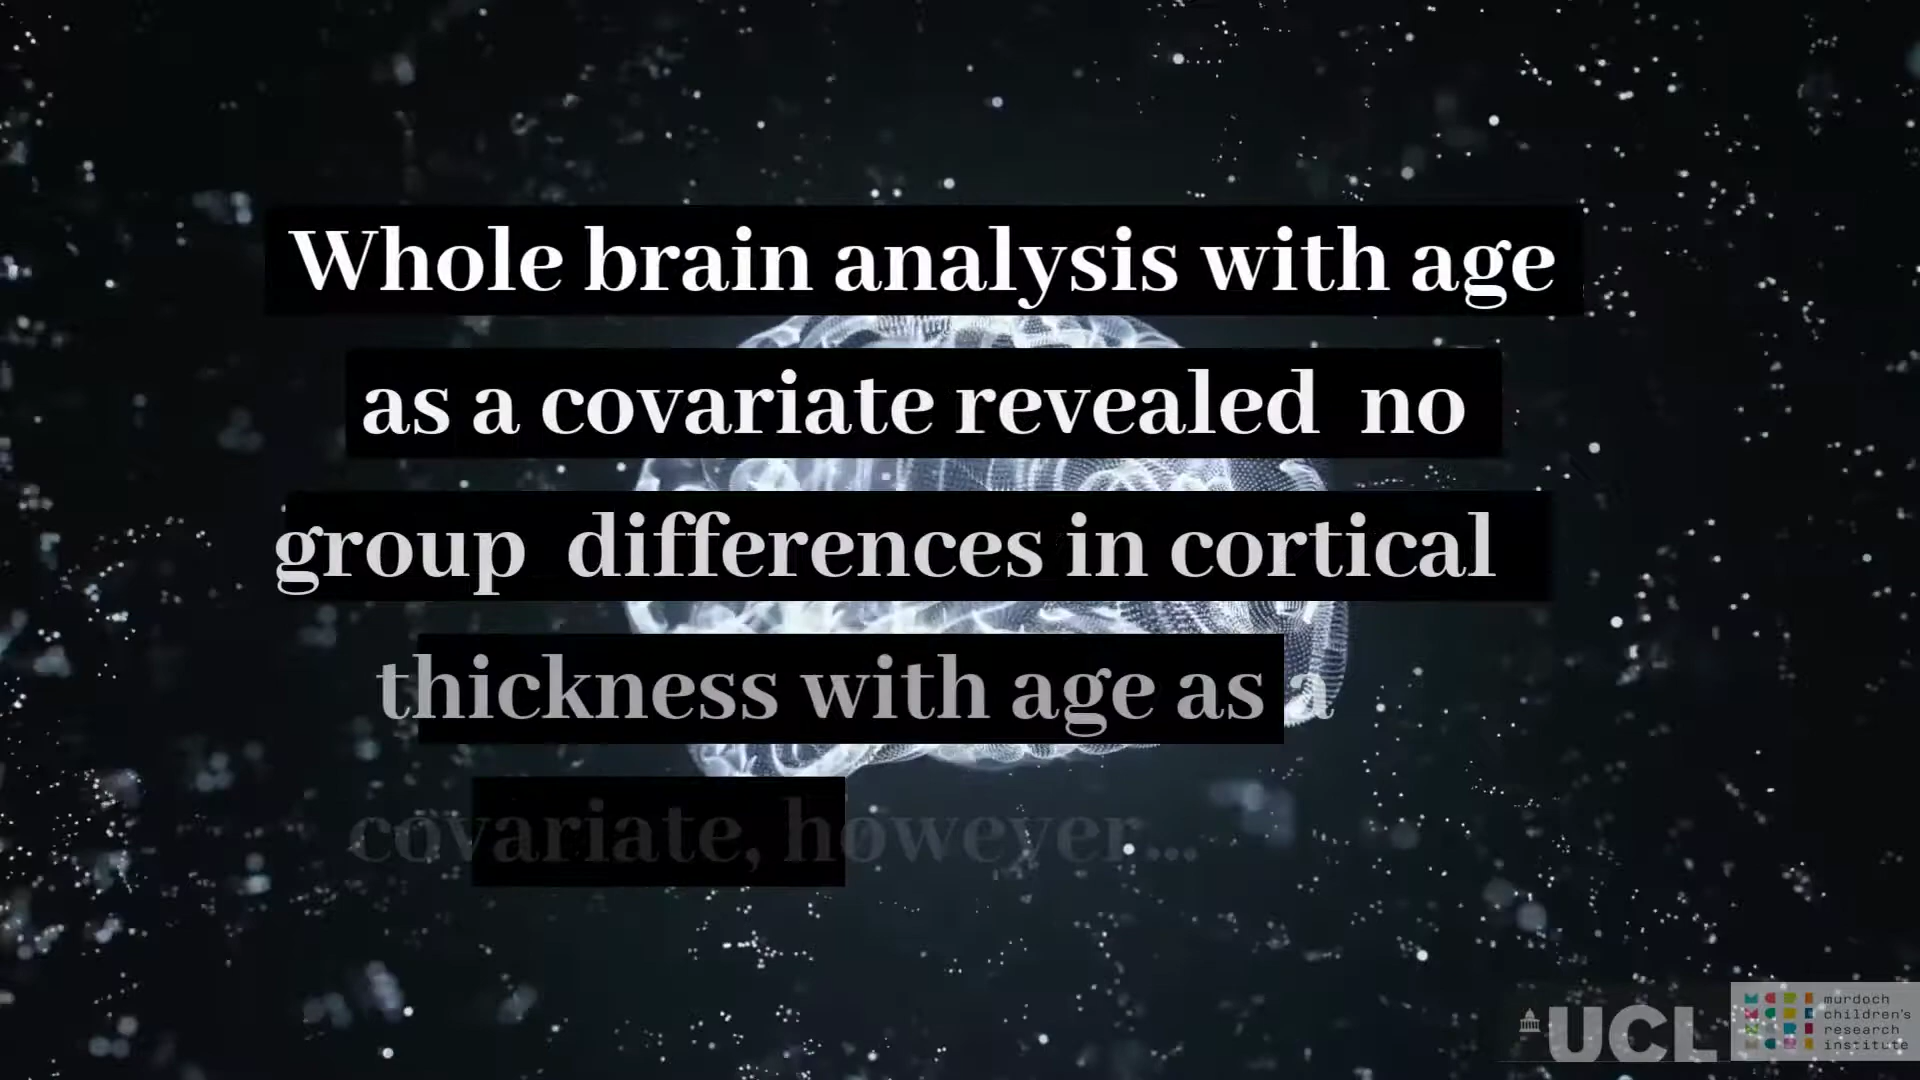 Whole brain analysis with age
as a covariate revealed no
group differences in cortical
thickness with age as a
covariate, however...
UCL
murdoch
children's
research
institute